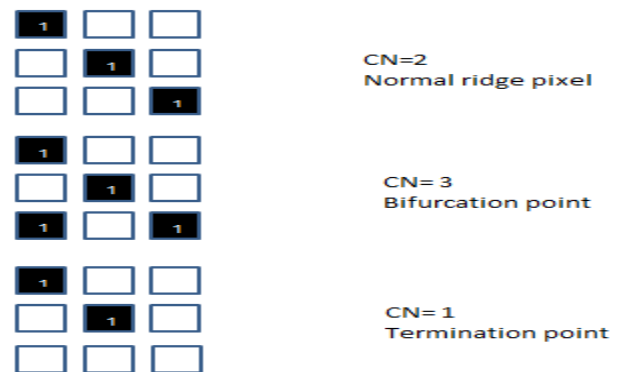 1
1
CN=2
Normal ridge pixel
1
1
1
CN= 3
Bifurcation point
1 1
1
1
CN= 1
Termination point